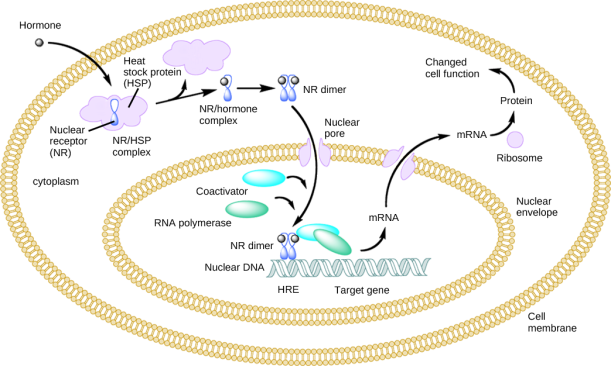 Hormone
Heat
stock protein
(HSP)
Nuclear
receptor
(NR)
NR/HSP
complex
NR/hormone
complex
NR dimer
Nuclear
pore
Changed
cell function
Protein
mRNA
Ribosome
cytoplasm
Coactivator
RNA polymerase
mRNA
Nuclear
envelope
NR dimer
Nuclear DNA
HRE
Target gene
Cell
membrane